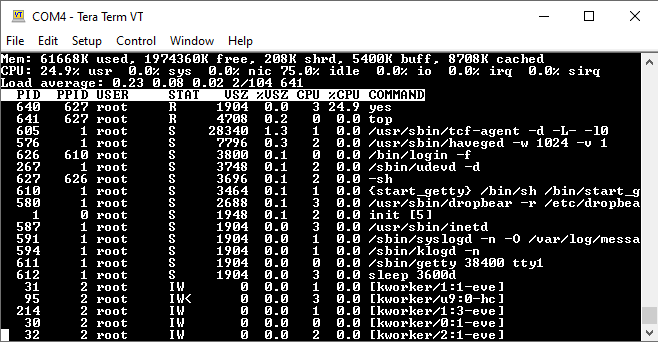 COM4 - Tera Term VT
File Edit Setup Control Window Help
Mem: 61668K used, 1974360K free, 208K shrd, 5400K buff, 8708K cached
CPU: 24.9% usr 0.0% sys 0.0% nic 75.0% idle 0.0% io 0.0% irq 0.0% sirq
Load average: 0.23 0.08 0.02 2/104 641
PID PPID USER STAT VSZ %VSZ CPU %CPU COMMAND
640 627 root R 1904 0.0 3 24.9 yes
641 627 root R 4708 0.2 0 0.0 top
605 1 root S 28340 1.3 1 0.0 /usr/sbin/tcf-agent -d -L- -l0
576 1 root S 7796 0.3 2 0.0 /usr/sbin/haveged -w 1024 -v 1
626 610 root S 3800 0.1 0 0.0 /bin/login -f
267 1 root S 3748 0.1 2 0.0 /sbin/udevd -d
627 626 root S 3696 0.1 2 0.0 -sh
610 1 root S 3464 0.1 1 0.0 {start_getty} /bin/sh /bin/start_g
580 1 root S 2688 0.1 3 0.0 /usr/sbin/dropbear -r /etc/dropbea
1 0 root S 1948 0.1 2 0.0 init [5]
587 1 root S 1904 0.0 3 0.0 /usr/sbin/inetd
591 1 root S 1904 0.0 1 0.0 /sbin/syslogd -n -O /var/log/messa
594 1 root S 1904 0.0 1 0.0 /sbin/klogd -n
611 1 root S 1904 0.0 0 0.0 /sbin/getty 38400 tty1
612 1 root S 1904 0.0 3 0.0 sleep 3600d
31 2 root IW 0 0.0 1 0.0 [kworker/1:1-eve]
95 2 root IW< 0 0.0 3 0.0 [kworker/u9:0-hc]
214 2 root IW 0 0.0 1 0.0 [kworker/1:3-eve]
30 2 root IW 0 0.0 0 0.0 [kworker/0:1-eve]
32 2 root IW 0 0.0 2 0.0 [kworker/2:1-eve]